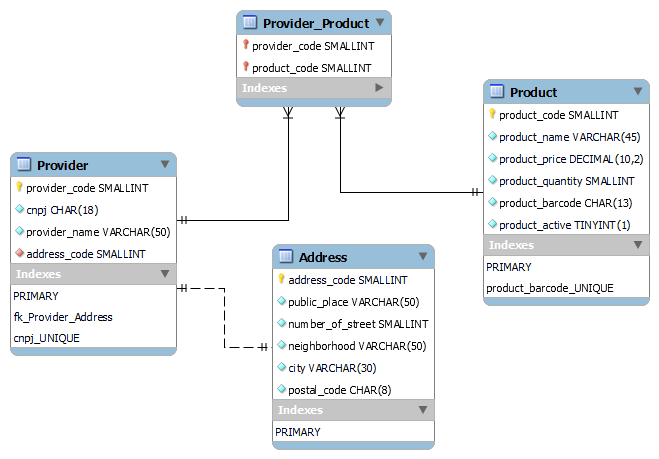 Provider_Product
provider_code SMALLINT
product_code SMALLINT
Indexes
Product
product_code SMALLINT
product_name VARCHAR(45)
product_price DECIMAL(10,2)
product_quantity SMALLINT
product_barcode CHAR(13)
product_active TINYINT(1)
Indexes
PRIMARY
product_barcode_UNIQUE
Provider
provider_code SMALLINT
cnpj CHAR(18)
provider_name VARCHAR(50)
address_code SMALLINT
Indexes
PRIMARY
fk_Provider_Address
cnpj_UNIQUE
Address
address_code SMALLINT
public_place VARCHAR(50)
number_of_street SMALLINT
neighborhood VARCHAR(50)
city VARCHAR(30)
postal_code CHAR(8)
Indexes
PRIMARY